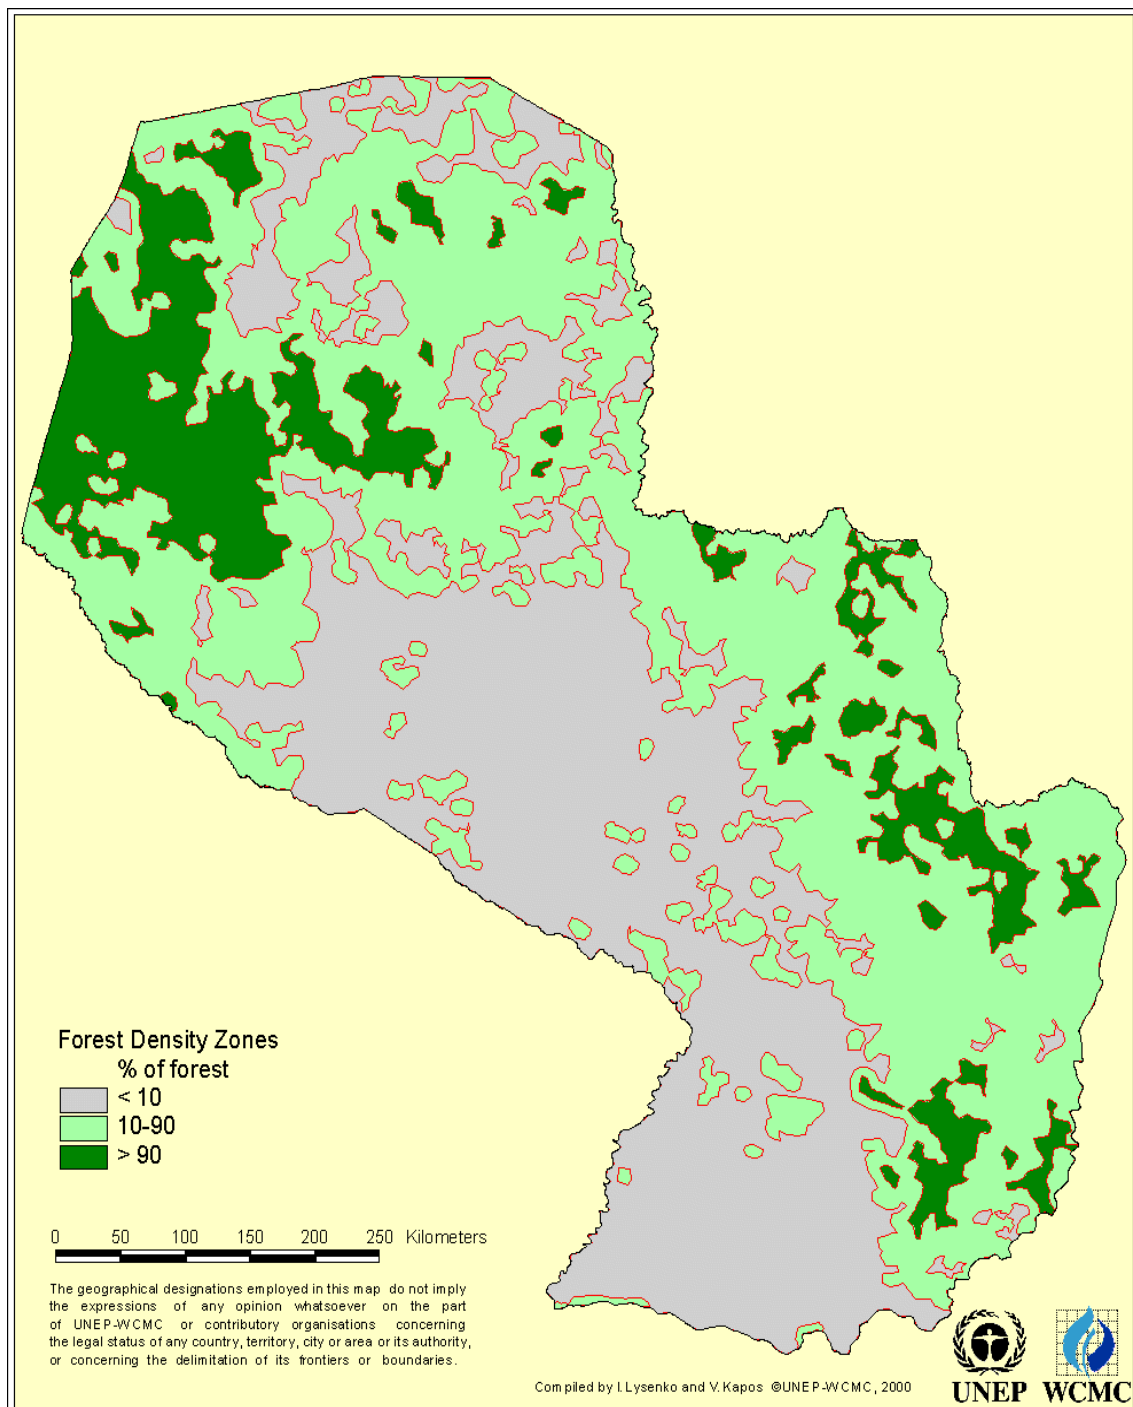 Forest Density Zones
% of forest
< 10
10-90
> 90
0 50 100 150 200 250 Kilometers
The geographical designations employed in this map do not imply
the expressions of any opinion whatsoever on the part
of UNEP-WCMC or contributory organisations concerning
the legal status of any country, territory, city or area or its authority,
or concerning the delimitation of its frontiers or boundaries.
Compiled by I.Lysenko and V.Kapos ©UNEP-WCMC, 2000
UNEP WCMC